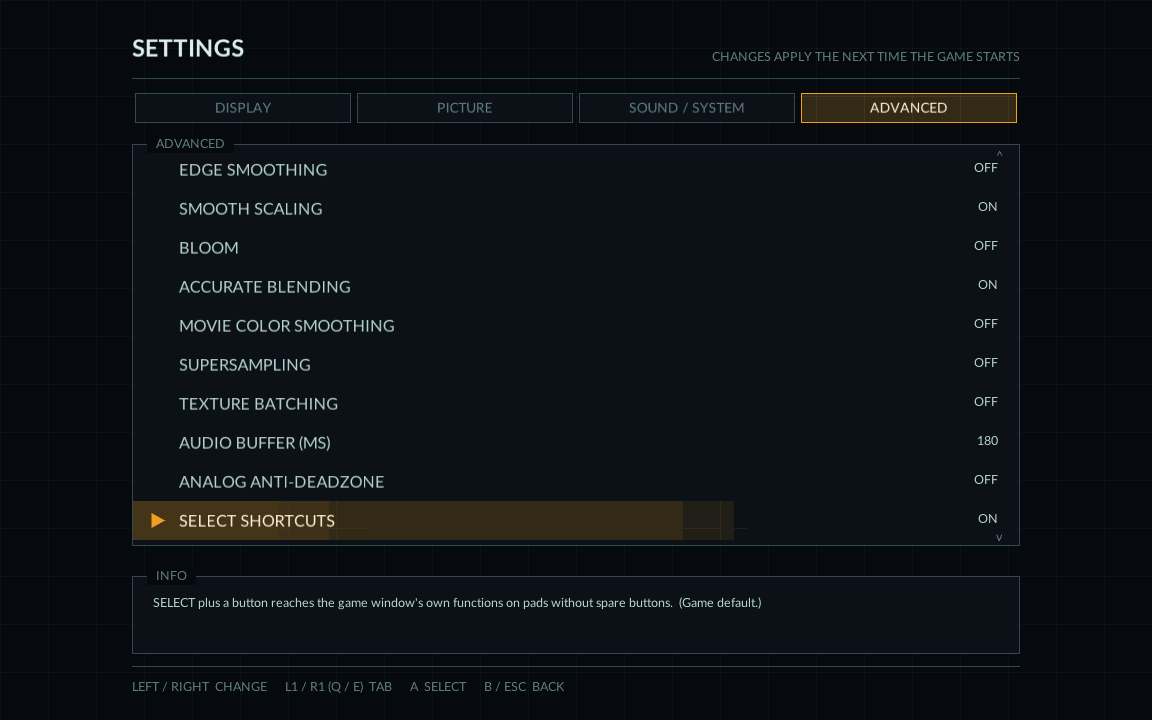 SETTINGS
CHANGES APPLY THE NEXT TIME THE GAME STARTS
DISPLAY PICTURE SOUND / SYSTEM ADVANCED
ADVANCED
EDGE SMOOTHING OFF
SMOOTH SCALING ON
BLOOM OFF
ACCURATE BLENDING ON
MOVIE COLOR SMOOTHING OFF
SUPERSAMPLING OFF
TEXTURE BATCHING OFF
AUDIO BUFFER (MS) 180
ANALOG ANTI-DEADZONE OFF
SELECT SHORTCUTS ON
INFO
SELECT plus a button reaches the game window's own functions on pads without spare buttons. (Game default.)
LEFT / RIGHT CHANGE L1 / R1 (Q / E) TAB A SELECT B / ESC BACK